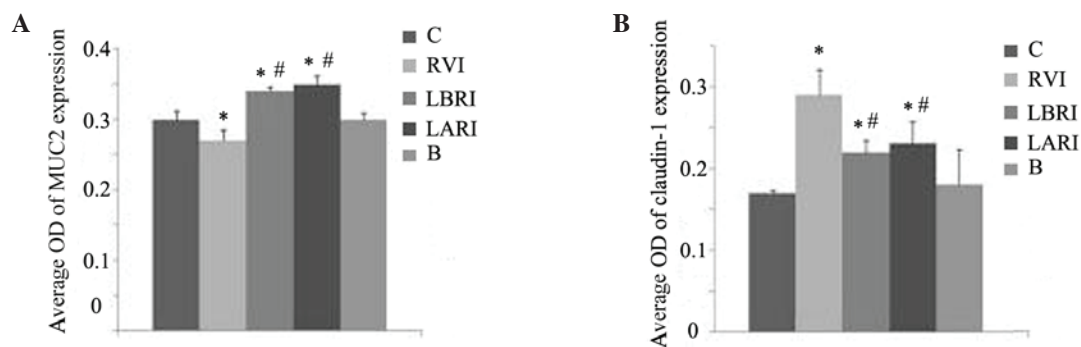 A
Average OD of MUC2 expression
0.4
0.3
0.2
0.1
0
*
* #
* #
C
RVI
LBRI
LARI
B
B
Average OD of claudin-1 expression
0.3
0.2
0.1
0
*
* #
* #
C
RVI
LBRI
LARI
B